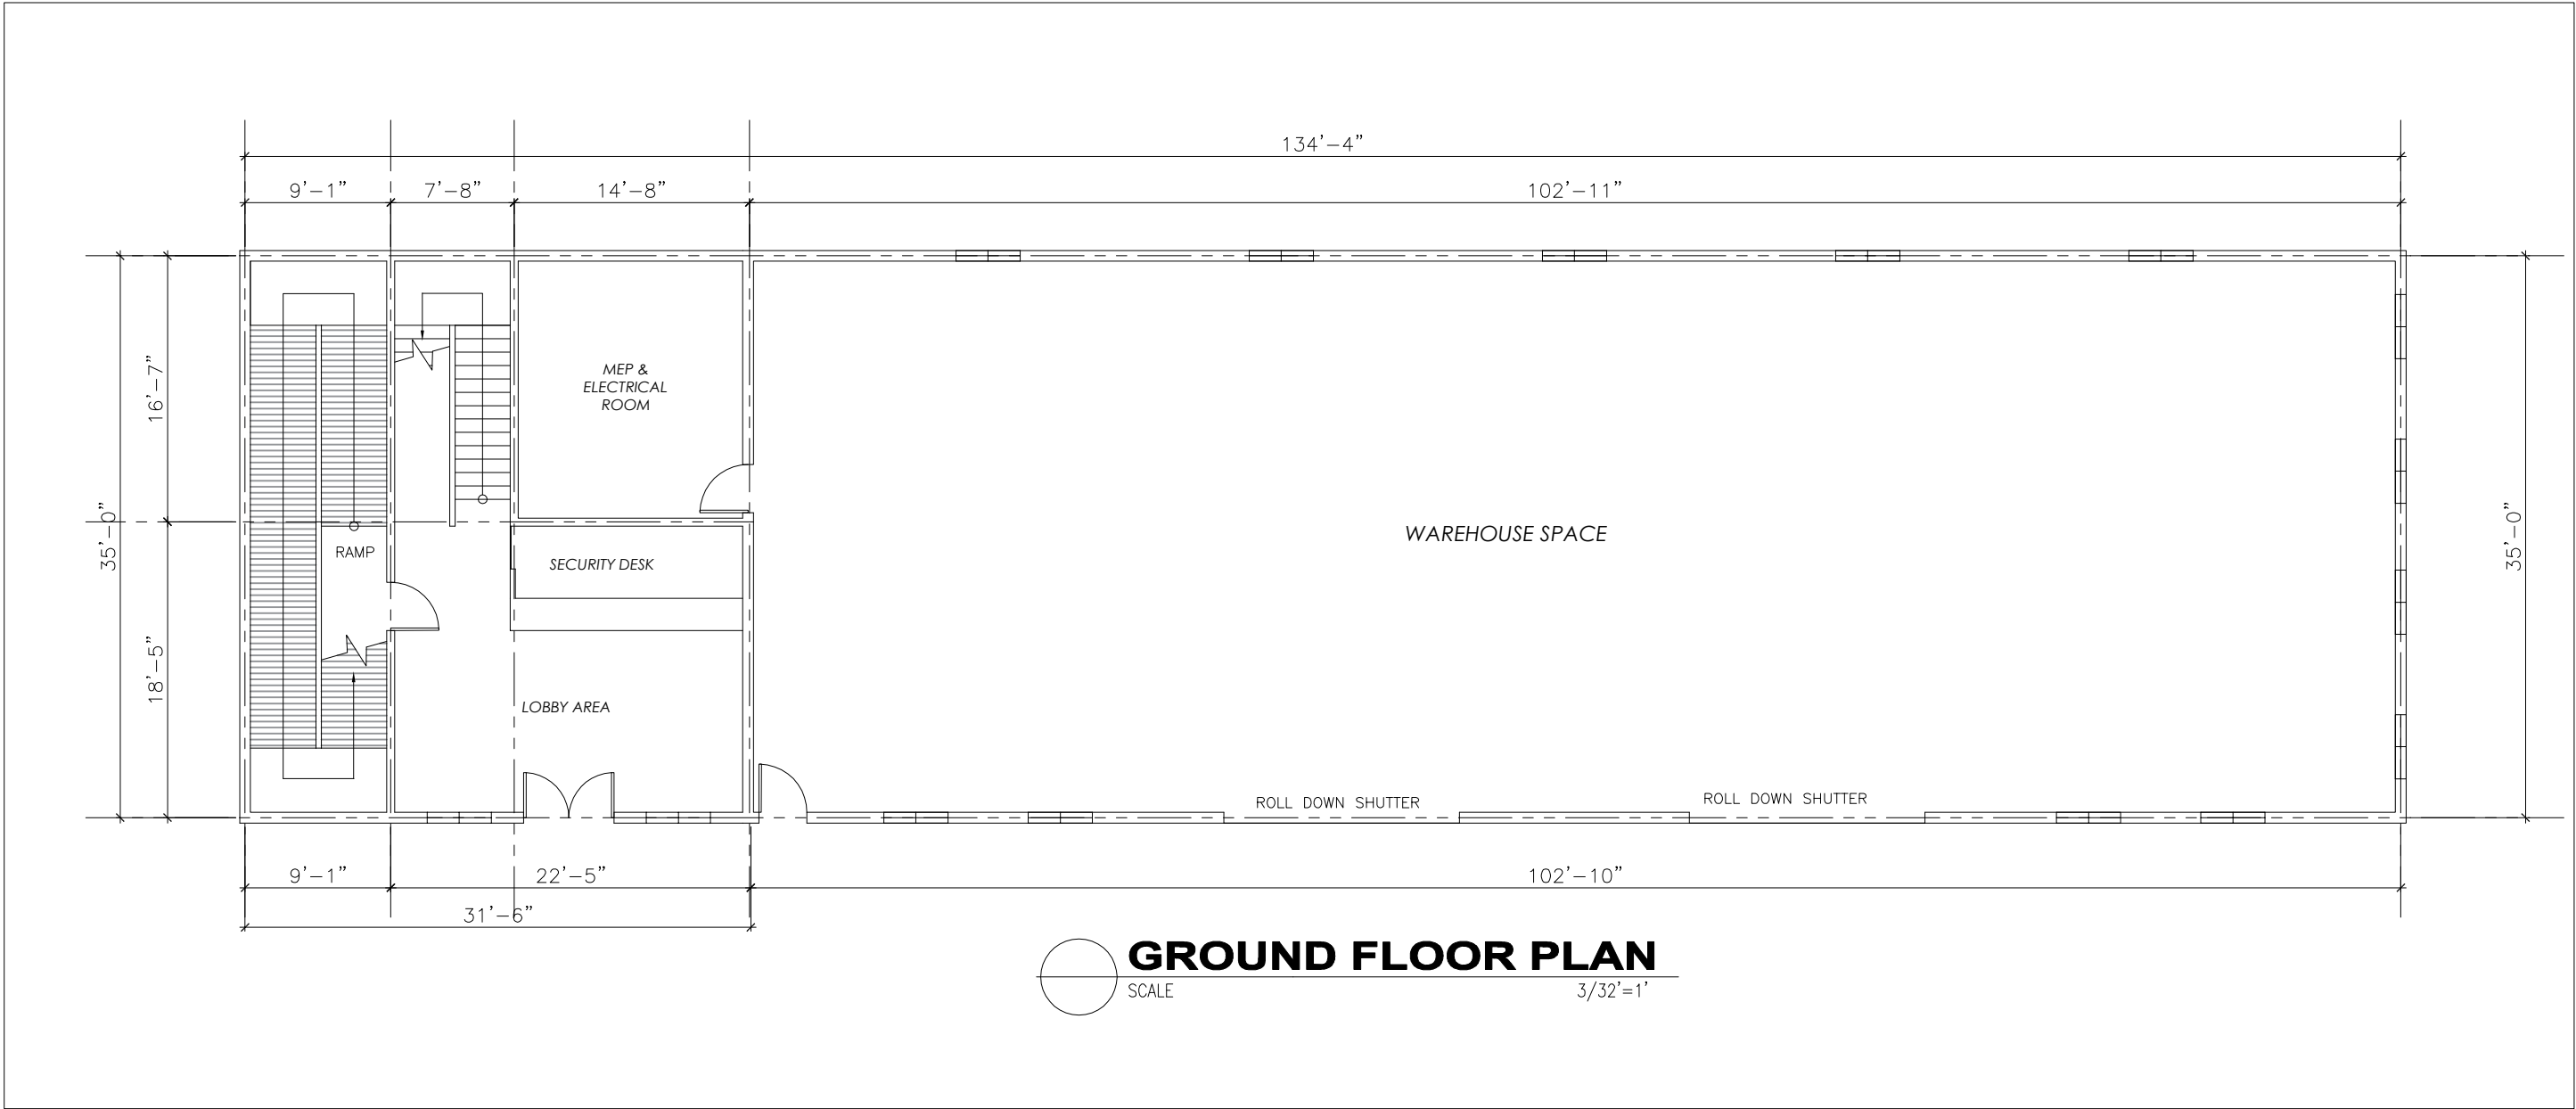 134'-4"
9'-1"
7'-8"
14'-8"
102'-11"
16'-7"
35'-0"
18'-5"
MEP &
ELECTRICAL
ROOM
RAMP
SECURITY DESK
LOBBY AREA
WAREHOUSE SPACE
35'-0"
ROLL DOWN SHUTTER
ROLL DOWN SHUTTER
9'-1"
22'-5"
102'-10"
31'-6"
GROUND FLOOR PLAN
SCALE
3/32'=1'